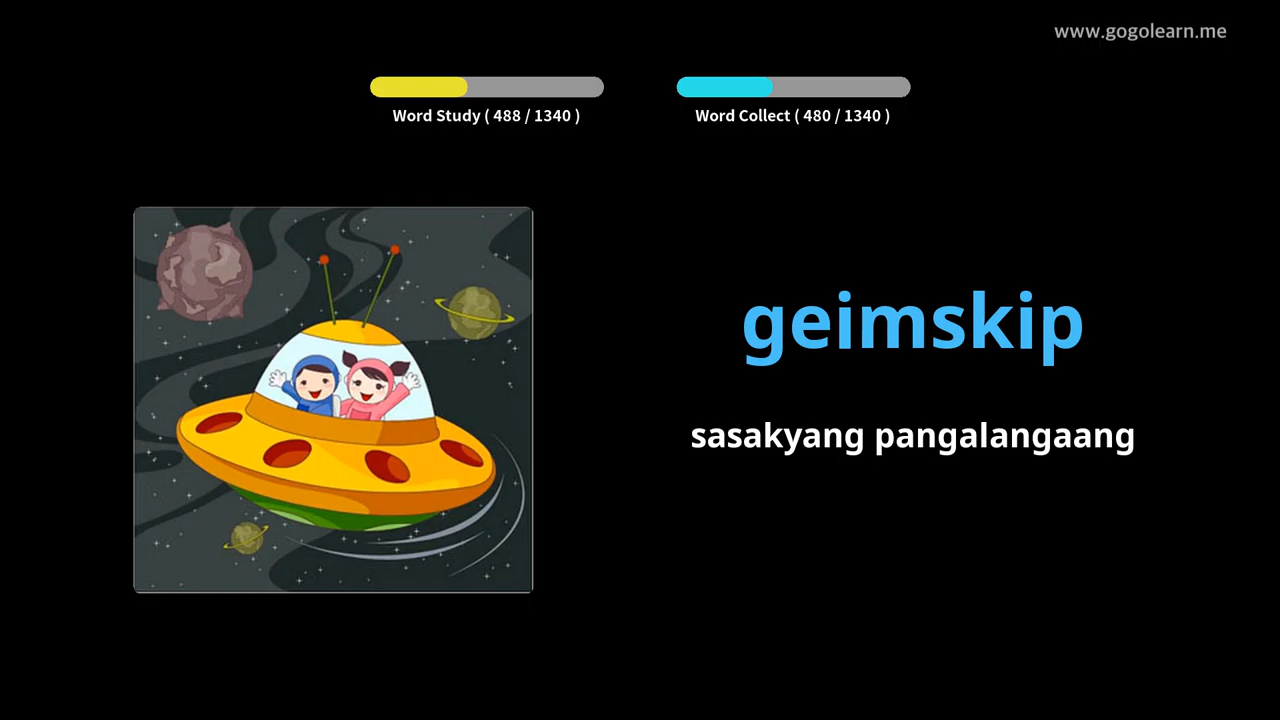 www.gogolearn.me
Word Study ( 488 / 1340 )
Word Collect ( 480 / 1340 )
geimskip
sasakyang pangalangaang